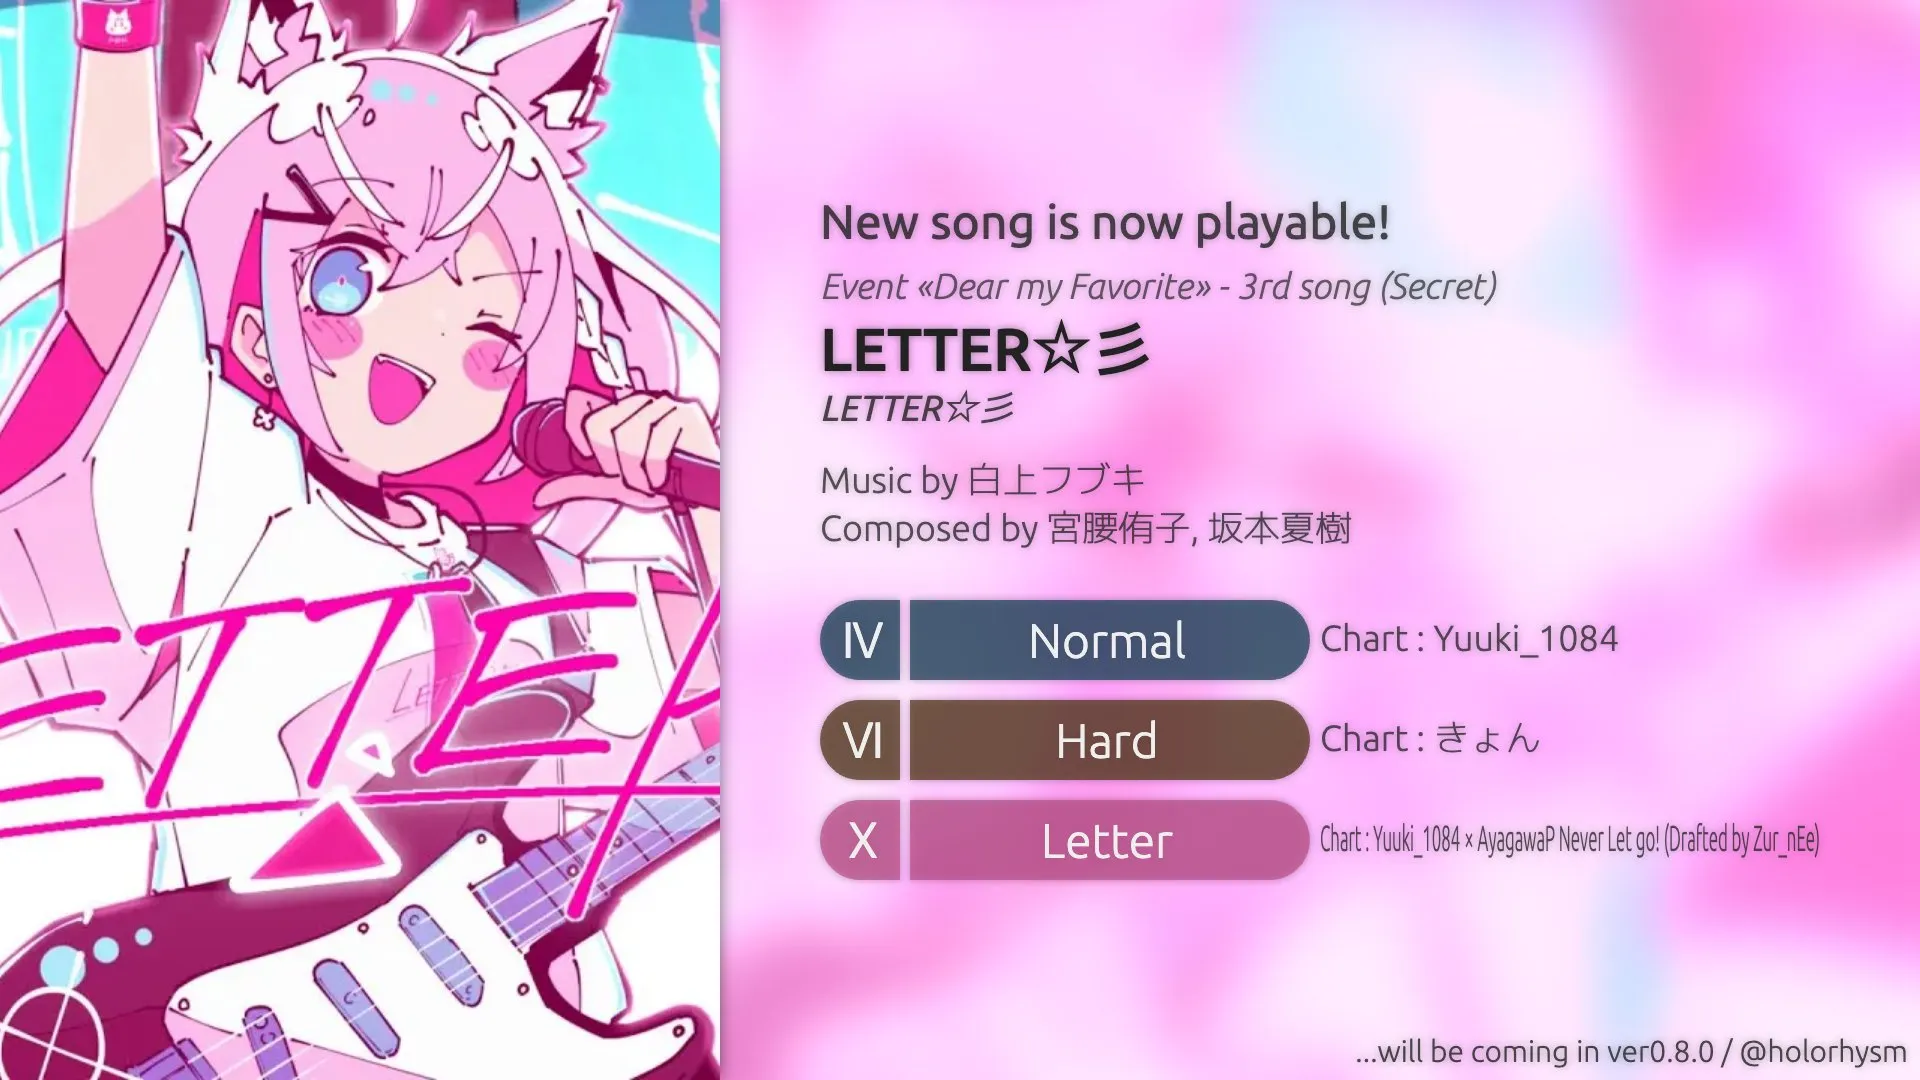 New song is now playable!
Event «Dear my Favorite» - 3rd song (Secret)
LETTER☆彡
LETTER☆彡
Music by 白上フブキ
Composed by 宮腰侑子, 坂本夏樹
IV Normal Chart : Yuuki_1084
VI Hard Chart : きょん
X Letter Chart : Yuuki_1084 × AyagawaP Never Let go! (Drafted by Zur_nEe)
...will be coming in ver0.8.0 / @holorhysm
ETTER
LETT